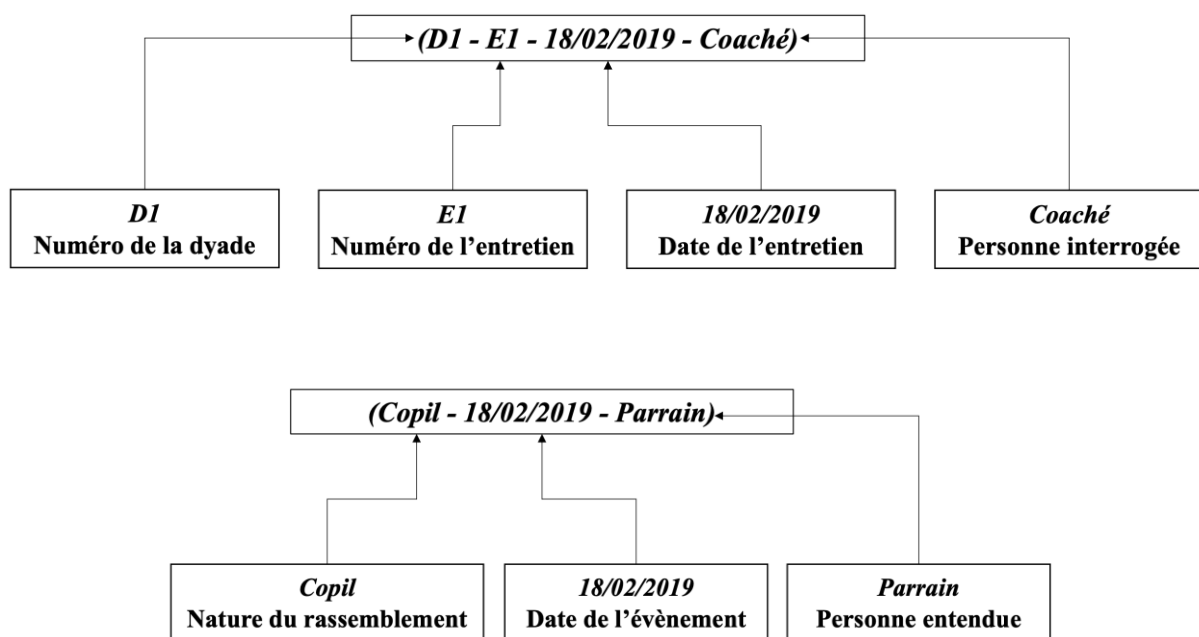 (D1 - E1 - 18/02/2019 - Coaché)
D1
Numéro de la dyade
E1
Numéro de l’entretien
18/02/2019
Date de l’entretien
Coaché
Personne interrogée
(Copil - 18/02/2019 - Parrain)
Copil
Nature du rassemblement
18/02/2019
Date de l’évènement
Parrain
Personne entendue